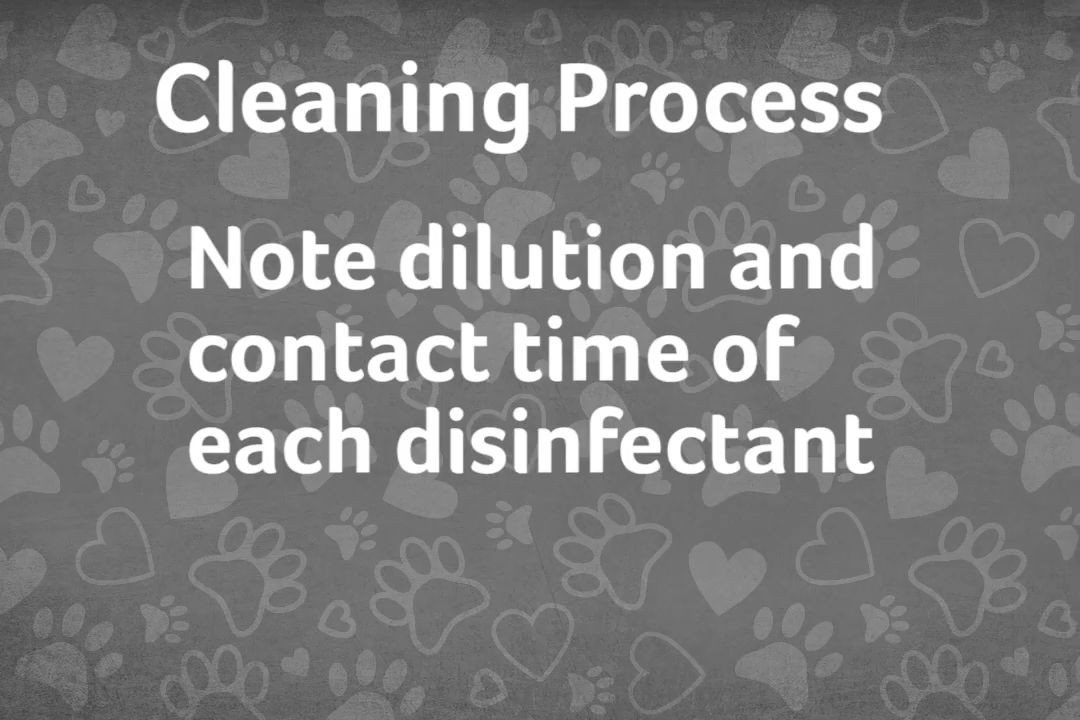 Cleaning Process
Note dilution and
contact time of
each disinfectant